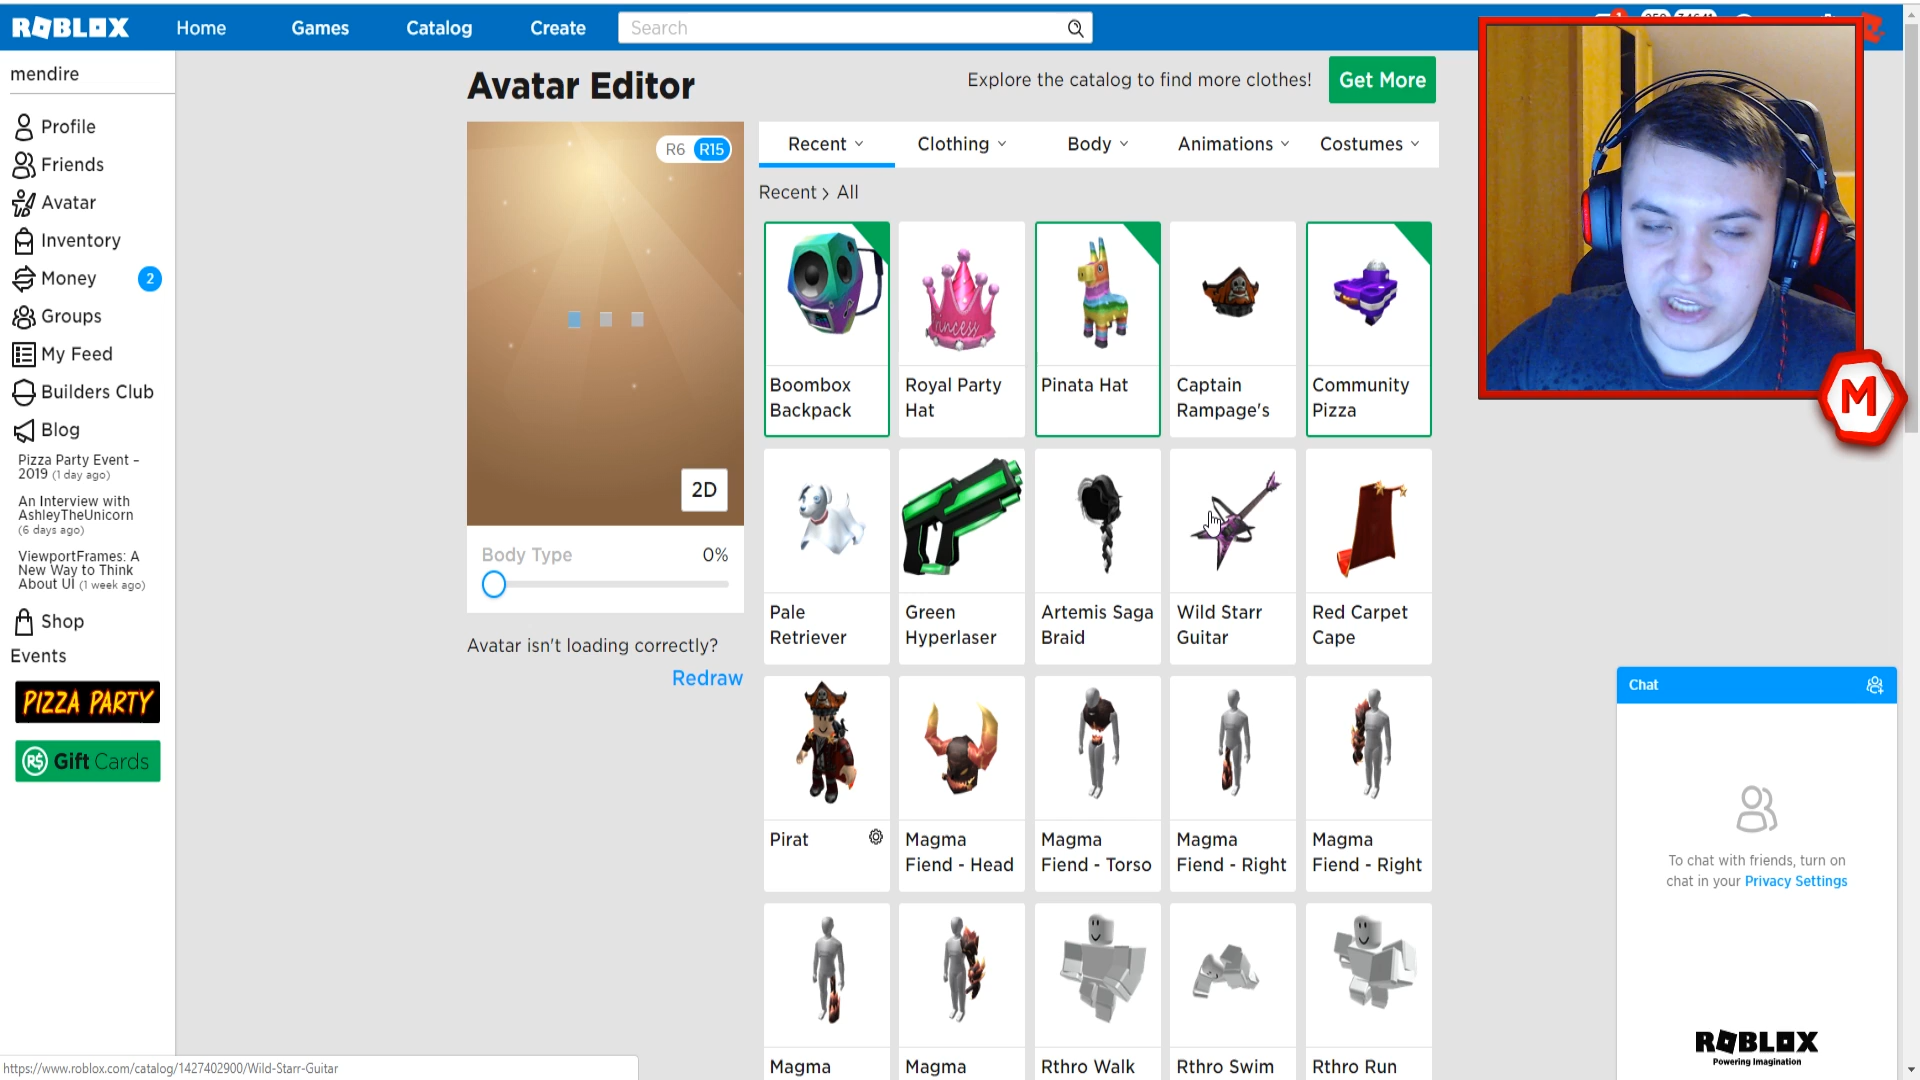 ROBLOX
Home
Games
Catalog
Create
Search
mendire
Profile
Friends
Avatar
Inventory
Money
2
Groups
My Feed
Builders Club
Blog
Pizza Party Event –
2019 (1 day ago)
An Interview with
AshleyTheUnicorn
(6 days ago)
ViewportFrames: A
New Way to Think
About UI (1 week ago)
Shop
Events
PIZZA PARTY
R$ Gift Cards
Avatar Editor
Explore the catalog to find more clothes!
Get More
R6 R15
2D
Body Type
0%
Avatar isn't loading correctly?
Redraw
Recent
Clothing
Body
Animations
Costumes
Recent > All
Boombox
Backpack
Princess
Royal Party
Hat
Pinata Hat
Captain
Rampage's
Community
Pizza
Pale
Retriever
Green
Hyperlaser
Artemis Saga
Braid
Wild Starr
Guitar
Red Carpet
Cape
Pirat
Magma
Fiend - Head
Magma
Fiend - Torso
Magma
Fiend - Right
Magma
Fiend - Right
Magma
Magma
Rthro Walk
Rthro Swim
Rthro Run
M
Chat
To chat with friends, turn on
chat in your Privacy Settings
ROBLOX
Powering Imagination
https://www.roblox.com/catalog/1427402900/Wild-Starr-Guitar